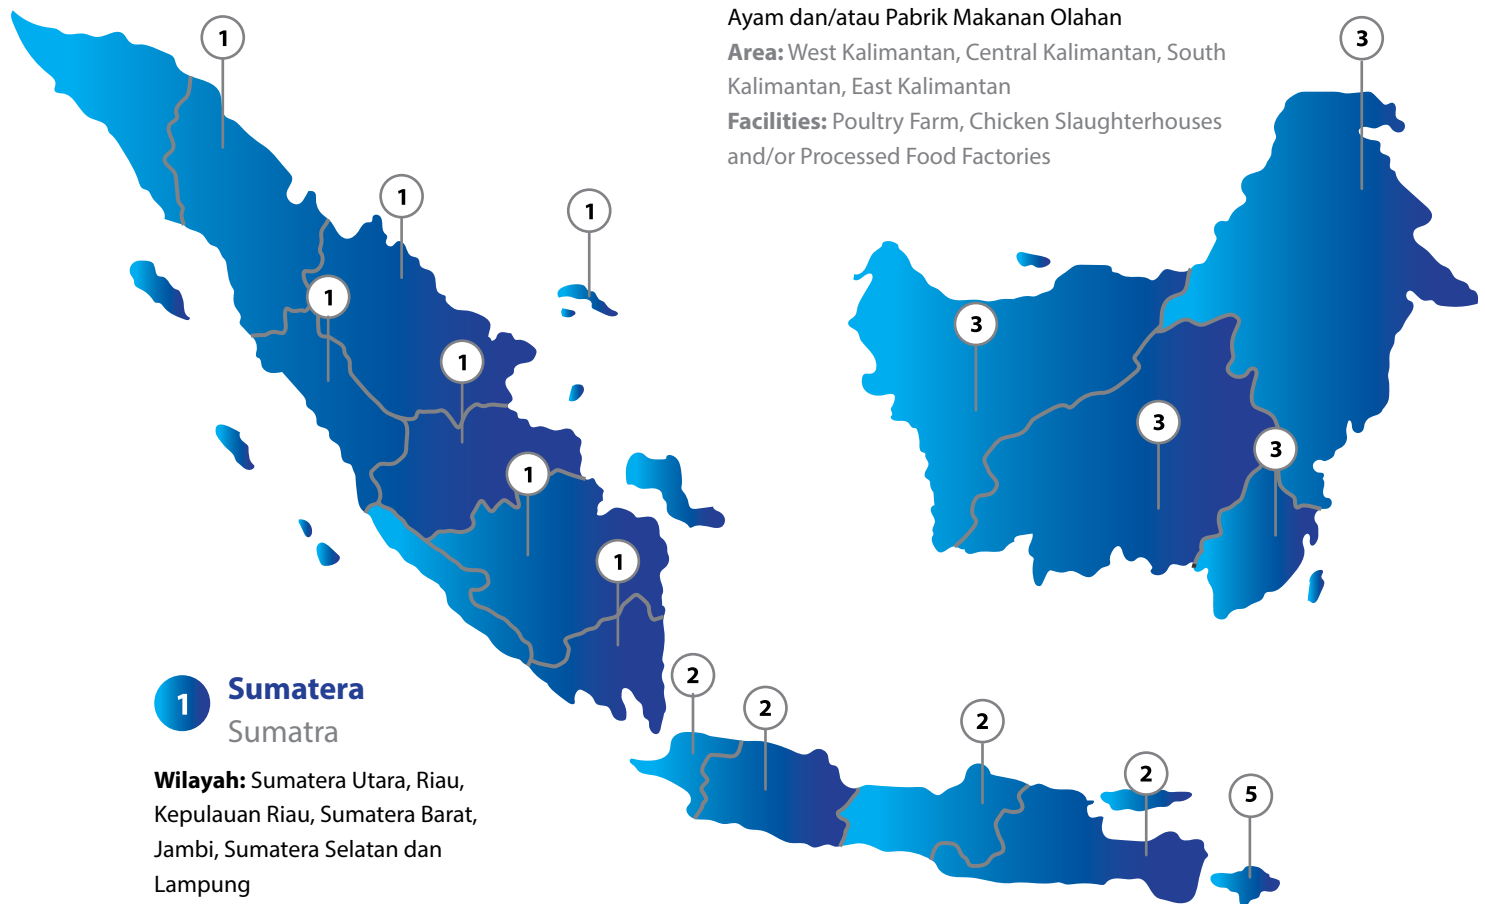 Ayam dan/atau Pabrik Makanan Olahan
Area: West Kalimantan, Central Kalimantan, South
Kalimantan, East Kalimantan
Facilities: Poultry Farm, Chicken Slaughterhouses
and/or Processed Food Factories
1
3
1
1
1
3
1
3
3
1
1
2
2
2
2
5
1
Sumatera
Sumatra
Wilayah: Sumatera Utara, Riau,
Kepulauan Riau, Sumatera Barat,
Jambi, Sumatera Selatan dan
Lampung